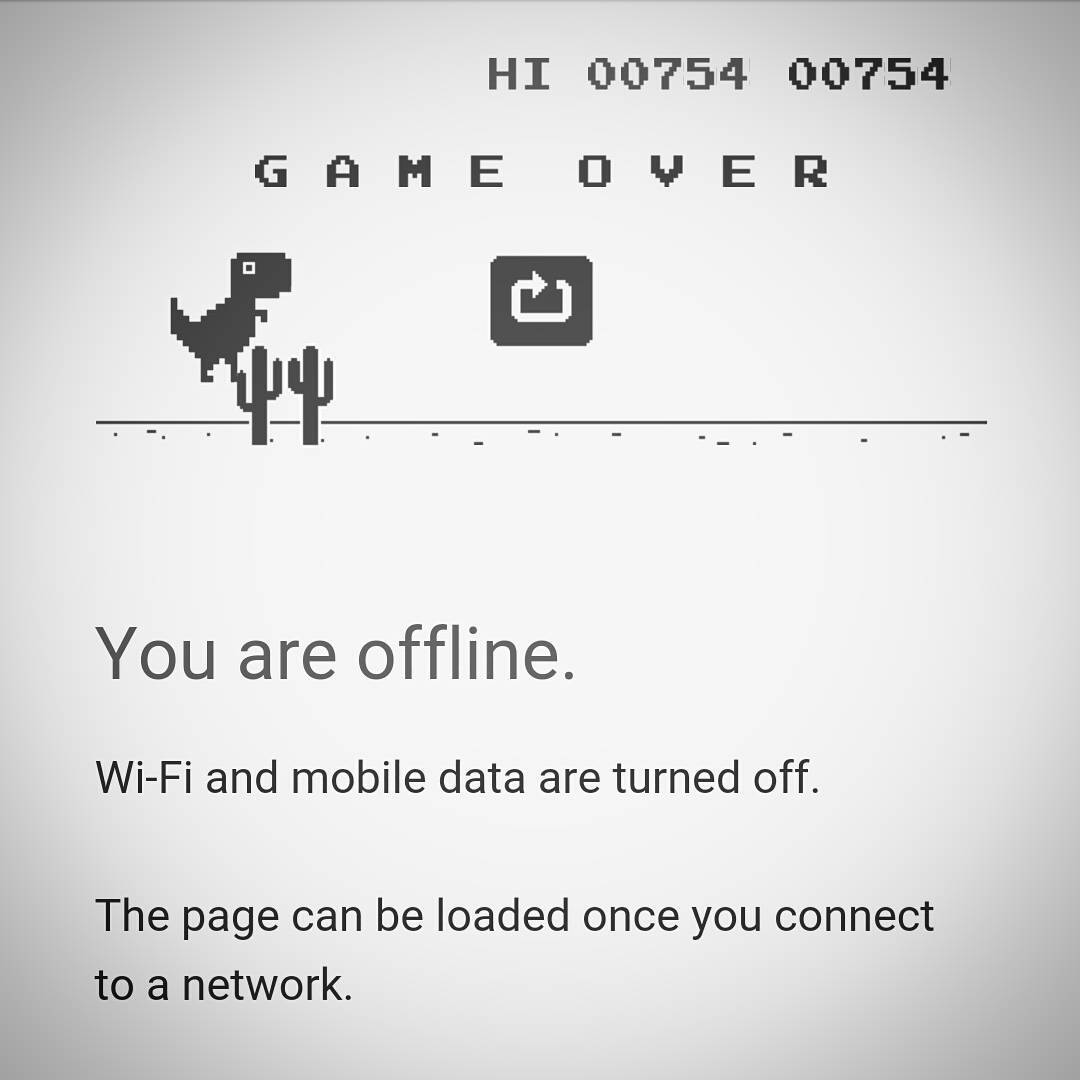 HI 00754 00754
GAME OVER
You are offline.
Wi-Fi and mobile data are turned off.
The page can be loaded once you connect
to a network.